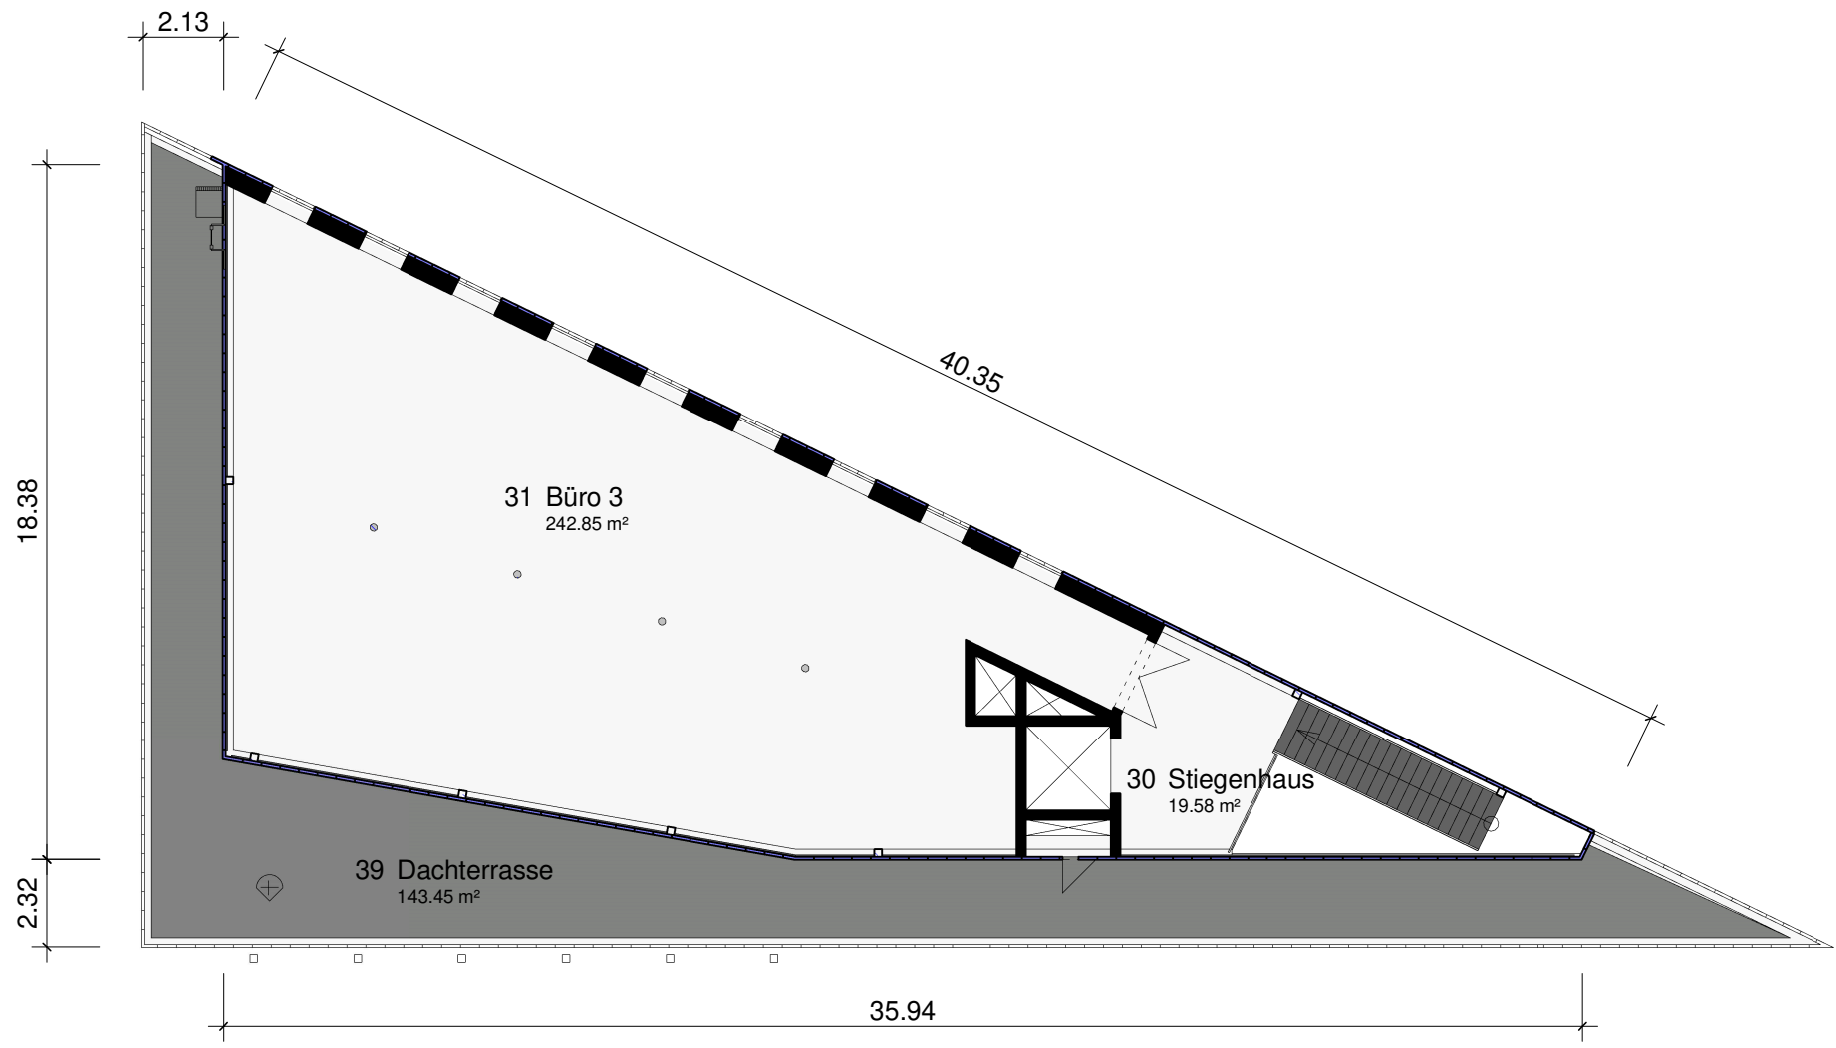 2.13
40.35
18.38
31 Büro 3
242.85 m²
30 Stiegenhaus
19.58 m²
39 Dachterrasse
143.45 m²
2.32
35.94